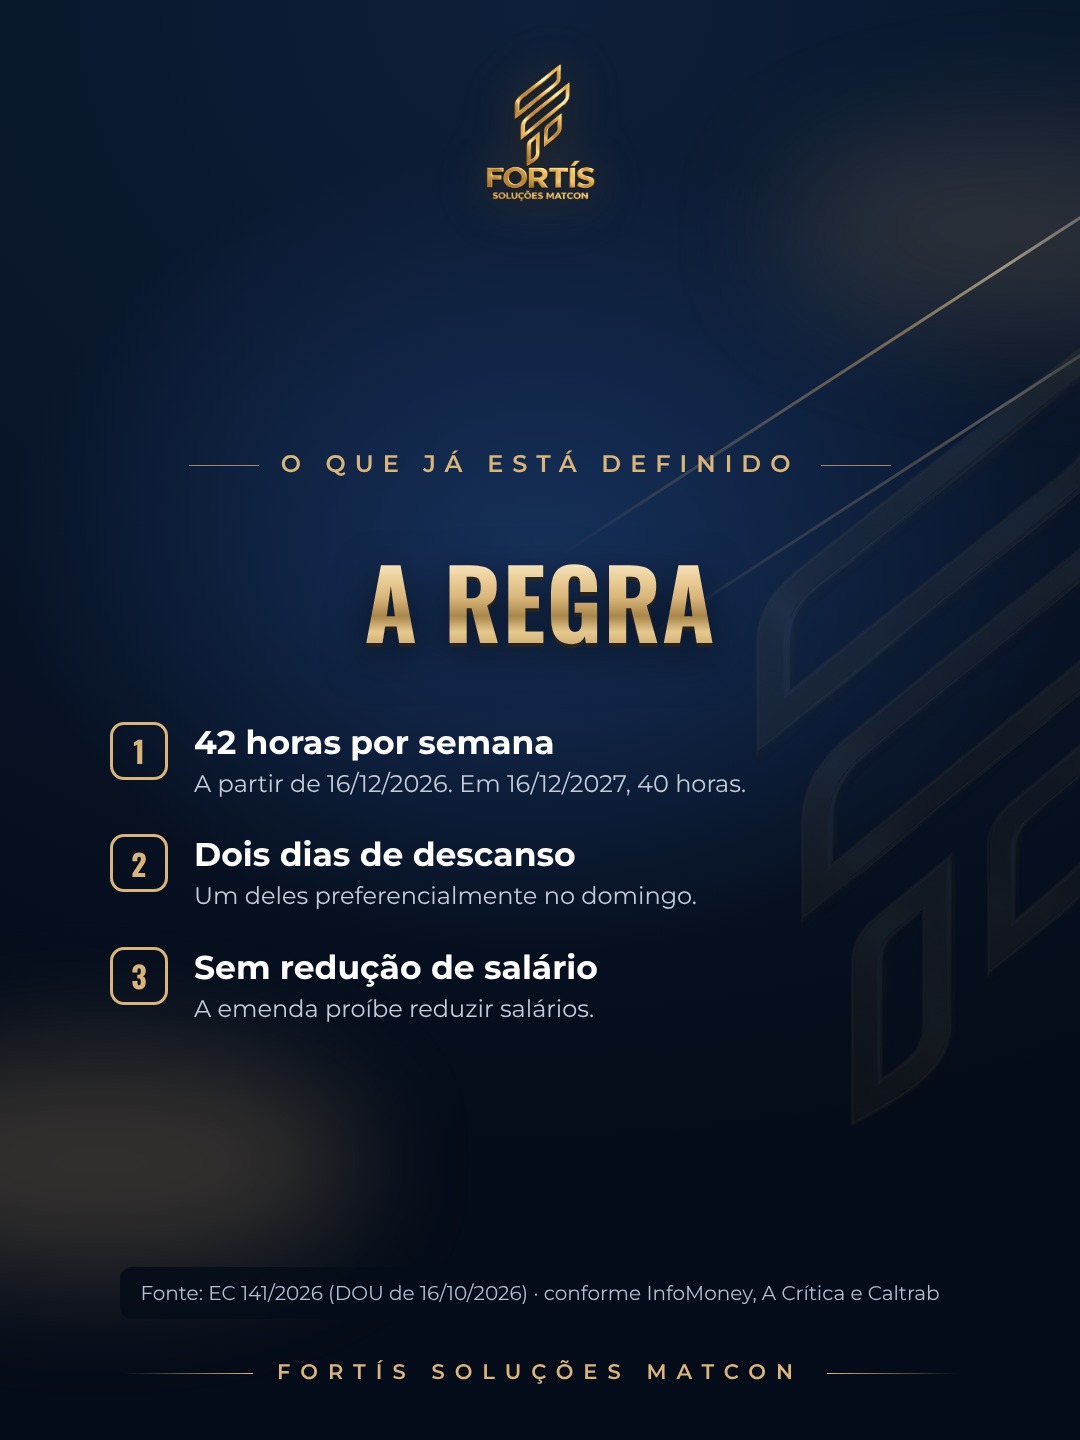 FORTÍS
SOLUÇÕES MATCON
O QUE JÁ ESTÁ DEFINIDO
A REGRA
1
42 horas por semana
A partir de 16/12/2026. Em 16/12/2027, 40 horas.
2
Dois dias de descanso
Um deles preferencialmente no domingo.
3
Sem redução de salário
A emenda proíbe reduzir salários.
Fonte: EC 141/2026 (DOU de 16/10/2026) · conforme InfoMoney, A Crítica e Caltrab
FORTÍS SOLUÇÕES MATCON